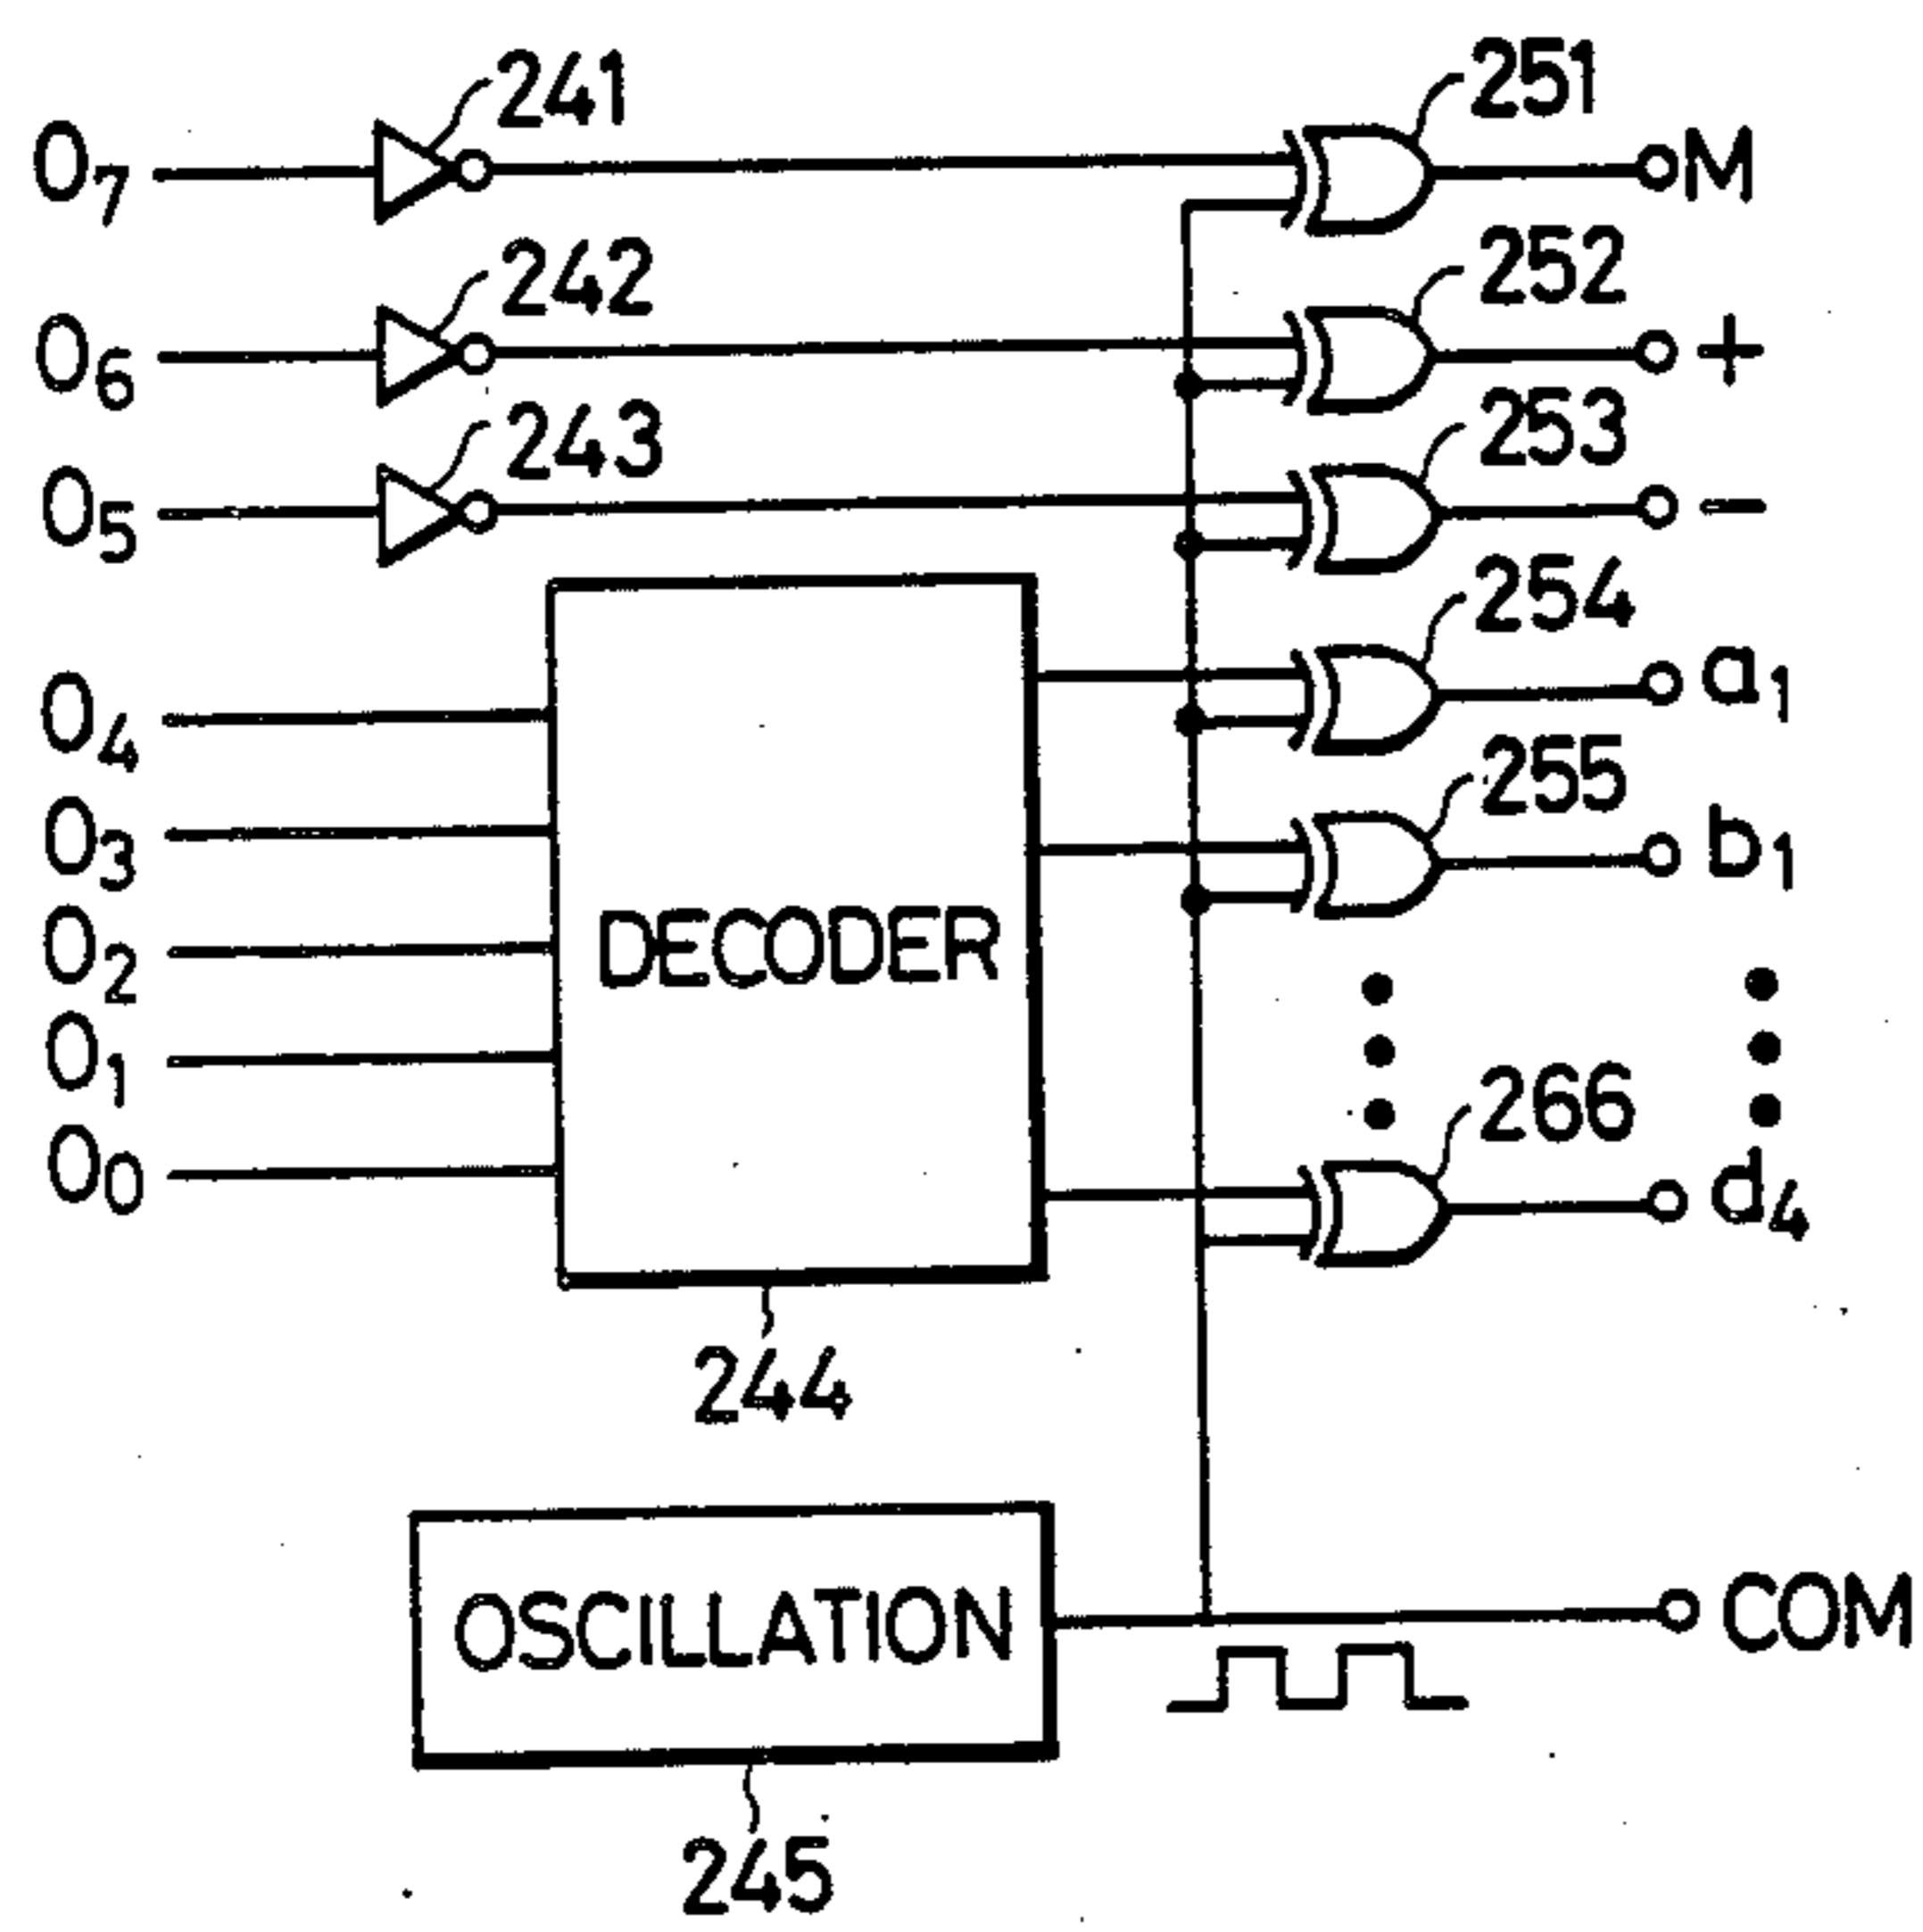 241
251
O7
M
242
252
O6
+
243
253
O5
−
254
O4
a1
255
O3
b1
DECODER
O2
O1
266
O0
d4
244
OSCILLATION
COM
245